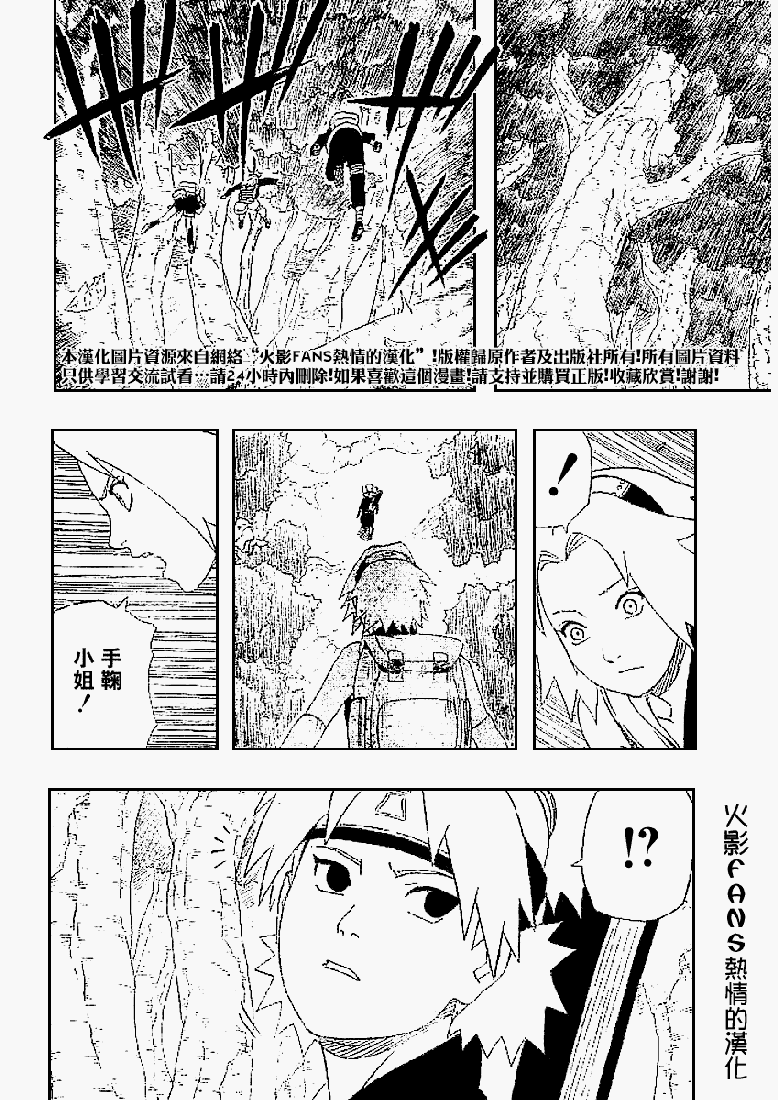 本漢化圖片資源來自網絡“火影FANS熱情的漢化”!版權歸原作者及出版社所有!所有圖片資料
只供學習交流試看…請24小時內刪除!如果喜歡這個漫畫!請支持並購買正版!收藏欣賞!謝謝!
!
手鞠
小姐!
!?
火影FANS熱情的漢化